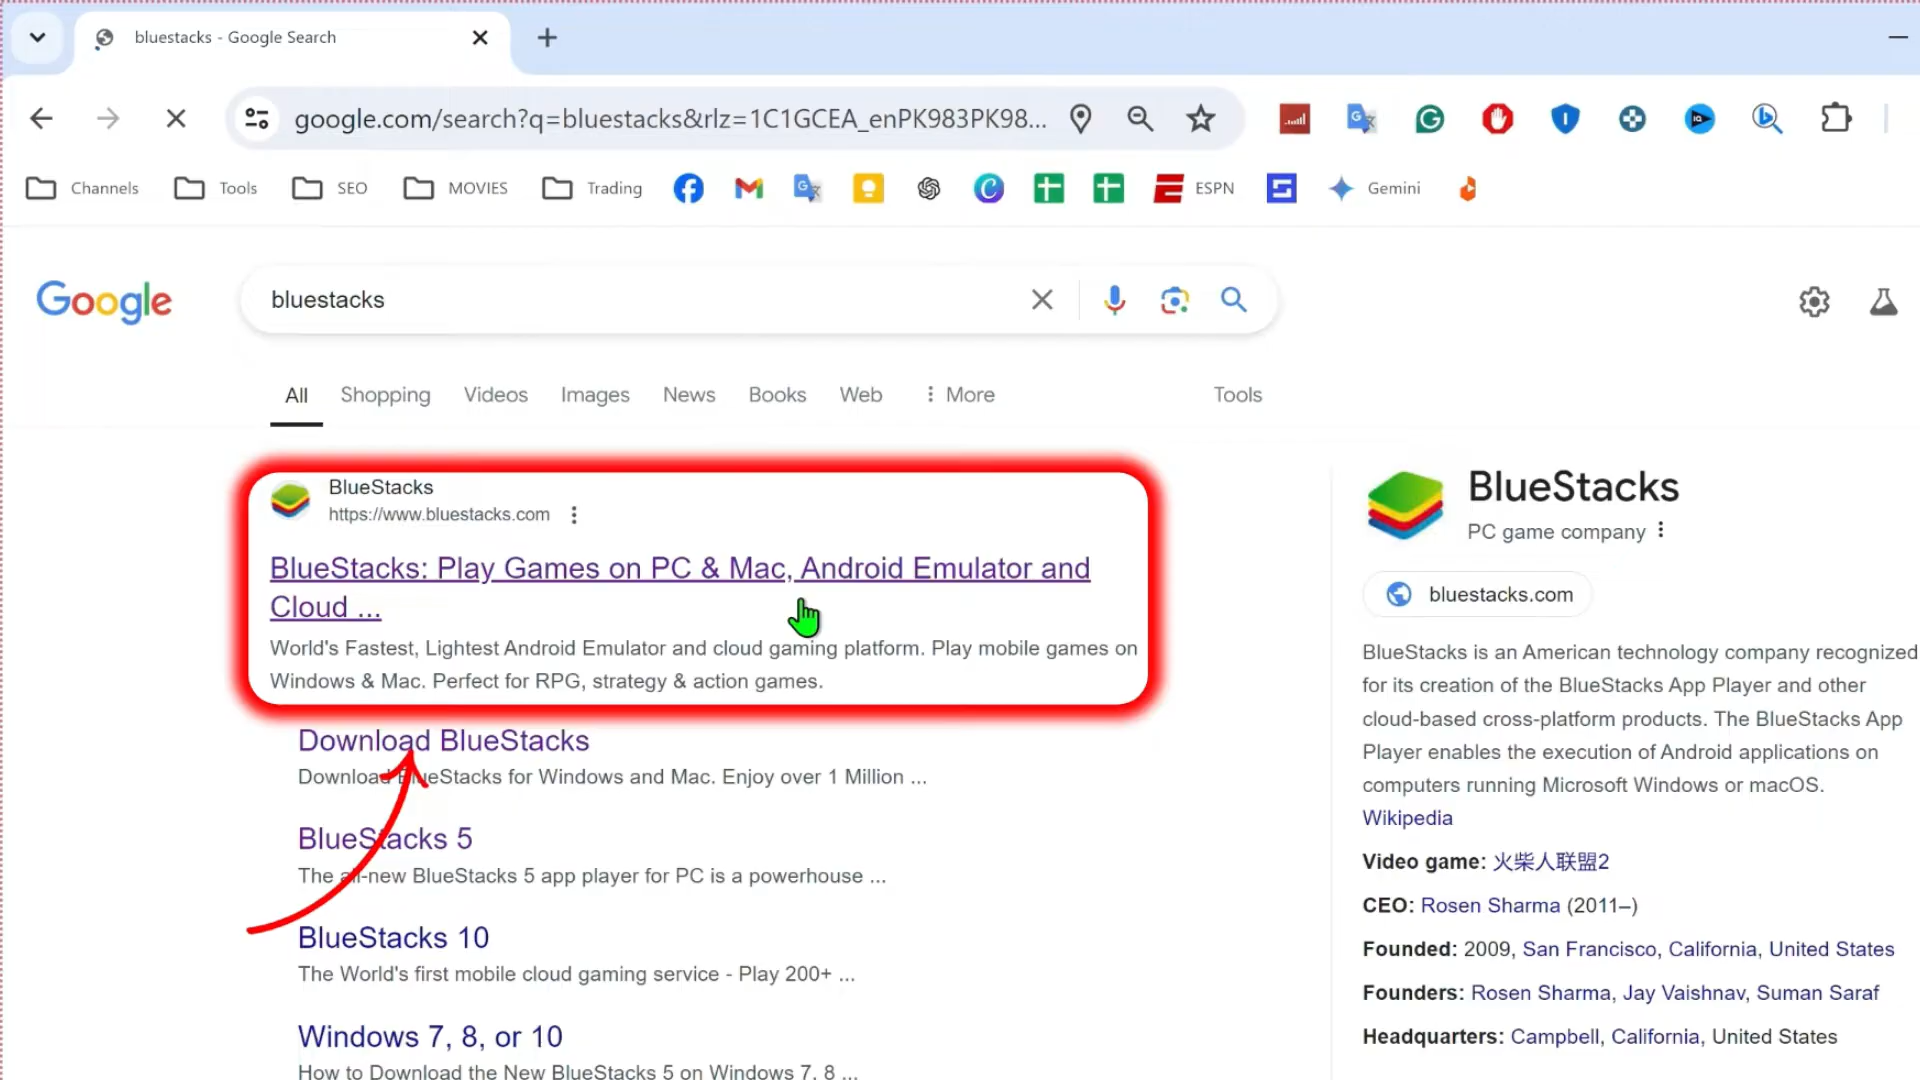 bluestacks - Google Search
google.com/search?q=bluestacks&rlz=1C1GCEA_enPK983PK98...
Channels
Tools
SEO
MOVIES
Trading
ESPN
Gemini
Google
bluestacks
All
Shopping
Videos
Images
News
Books
Web
More
Tools
BlueStacks
https://www.bluestacks.com
BlueStacks: Play Games on PC & Mac, Android Emulator and
Cloud ...
World's Fastest, Lightest Android Emulator and cloud gaming platform. Play mobile games on
Windows & Mac. Perfect for RPG, strategy & action games.
Download BlueStacks
Download BlueStacks for Windows and Mac. Enjoy over 1 Million ...
BlueStacks 5
The all-new BlueStacks 5 app player for PC is a powerhouse ...
BlueStacks 10
The World's first mobile cloud gaming service - Play 200+ ...
Windows 7, 8, or 10
How to Download the New BlueStacks 5 on Windows 7, 8 ...
BlueStacks
PC game company
bluestacks.com
BlueStacks is an American technology company recognized
for its creation of the BlueStacks App Player and other
cloud-based cross-platform products. The BlueStacks App
Player enables the execution of Android applications on
computers running Microsoft Windows or macOS.
Wikipedia
Video game: 火柴人联盟2
CEO: Rosen Sharma (2011–)
Founded: 2009, San Francisco, California, United States
Founders: Rosen Sharma, Jay Vaishnav, Suman Saraf
Headquarters: Campbell, California, United States